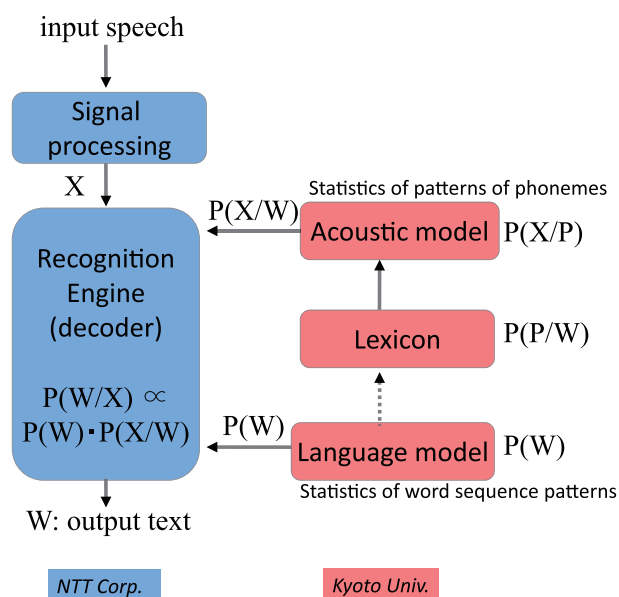 input speech
Signal
processing
X
Statistics of patterns of phonemes
P(X/W)
Acoustic model
P(X/P)
Recognition
Engine
(decoder)
Lexicon
P(P/W)
P(W/X) ∝
P(W)・P(X/W)
P(W)
Language model
P(W)
Statistics of word sequence patterns
W: output text
NTT Corp.
Kyoto Univ.